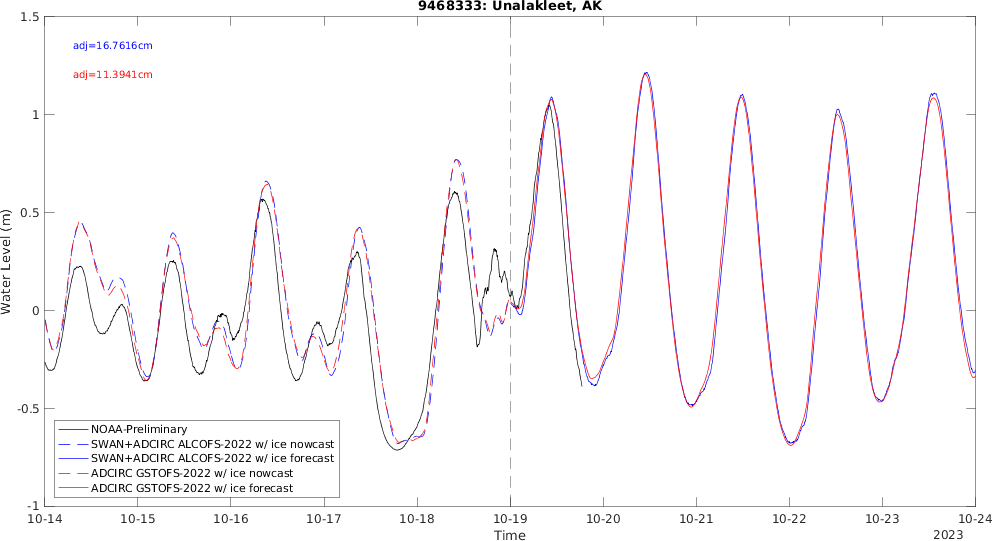 9468333: Unalakleet, AK
1.5
adj=16.7616cm
adj=11.3941cm
1
0.5
0
-0.5
-1
Water Level (m)
NOAA-Preliminary
SWAN+ADCIRC ALCOFS-2022 w/ ice nowcast
SWAN+ADCIRC ALCOFS-2022 w/ ice forecast
ADCIRC GSTOFS-2022 w/ ice nowcast
ADCIRC GSTOFS-2022 w/ ice forecast
10-14 10-15 10-16 10-17 10-18 10-19 10-20 10-21 10-22 10-23 10-24
Time
2023